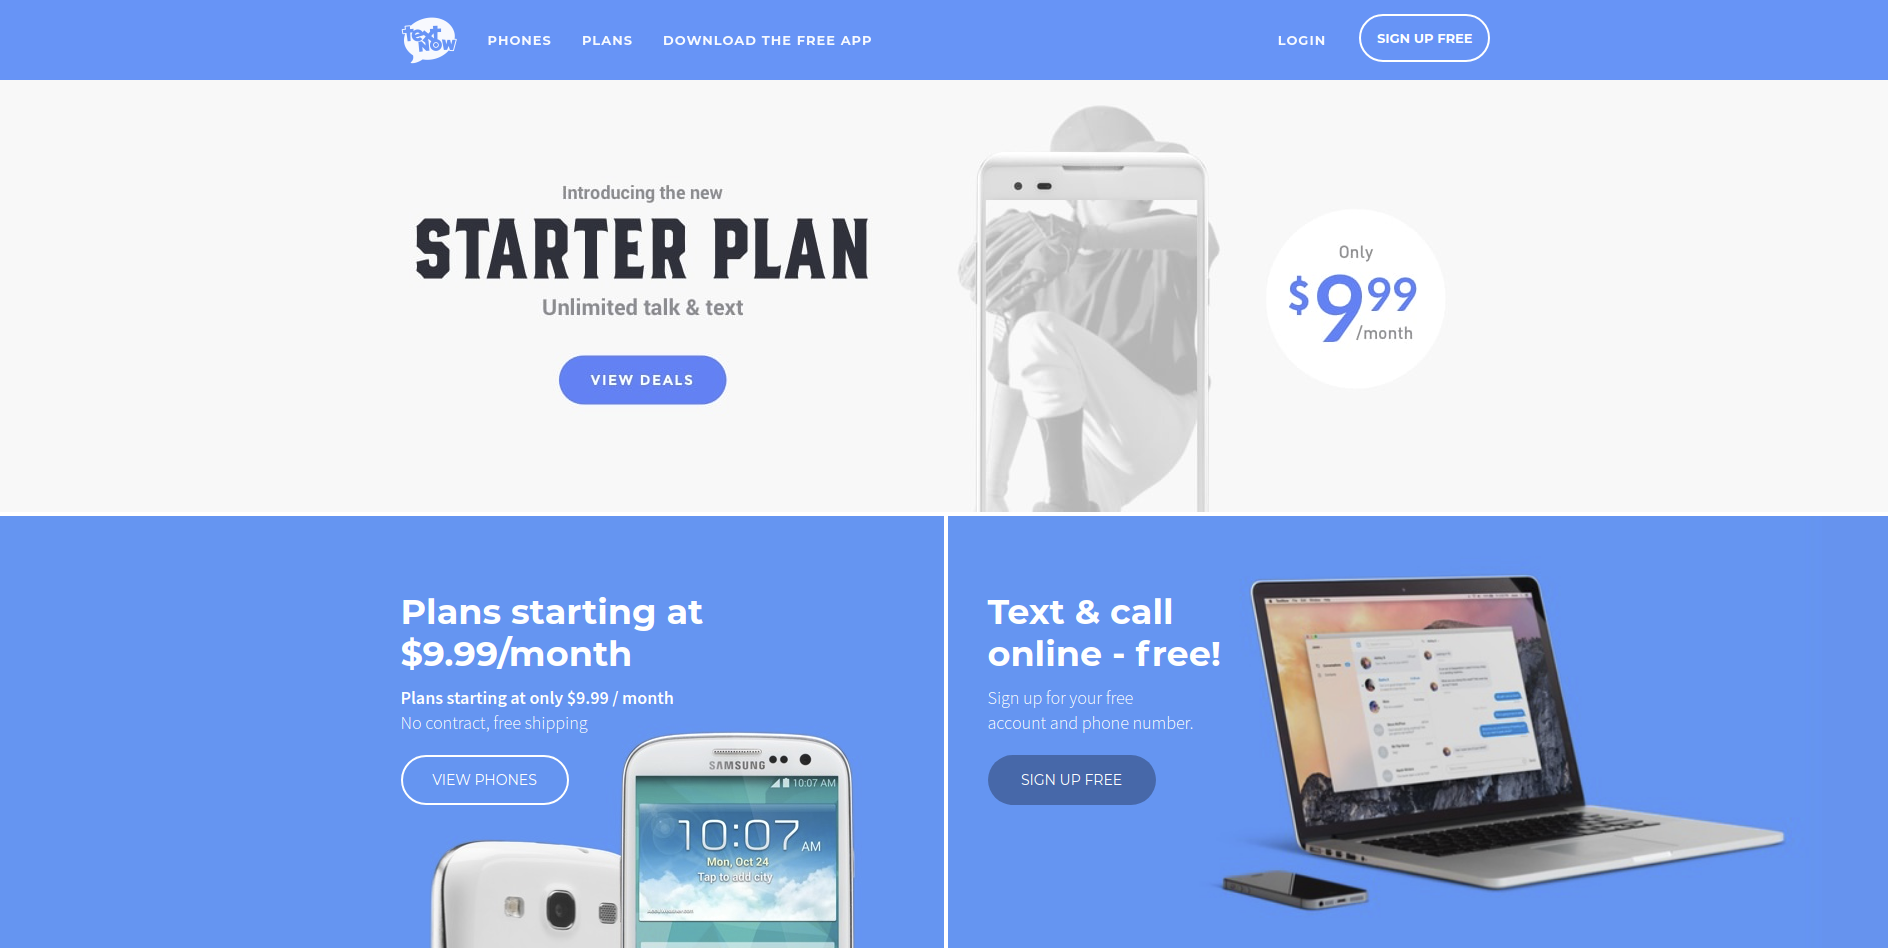 text
NOW
PHONES
PLANS
DOWNLOAD THE FREE APP
LOGIN
SIGN UP FREE
Introducing the new
STARTER PLAN
Unlimited talk & text
VIEW DEALS
Only
$999
/month
Plans starting at
$9.99/month
Plans starting at only $9.99 / month
No contract, free shipping
VIEW PHONES
SAMSUNG
10:07 AM
10:07 AM
Mon, Oct 24
Tap to add city
Text & call
online - free!
Sign up for your free
account and phone number.
SIGN UP FREE